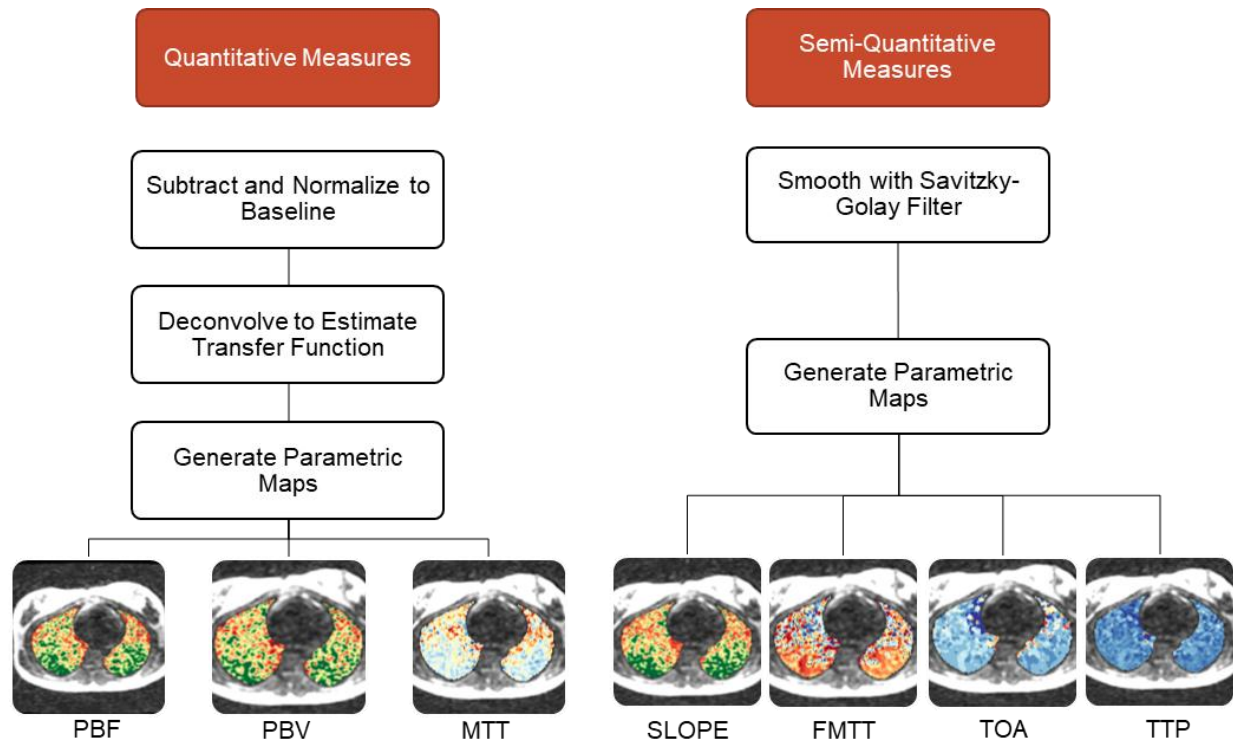 Quantitative Measures
Subtract and Normalize to
Baseline
Deconvolve to Estimate
Transfer Function
Generate Parametric
Maps
PBF
PBV
MTT
Semi-Quantitative
Measures
Smooth with Savitzky-
Golay Filter
Generate Parametric
Maps
SLOPE
FMTT
TOA
TTP